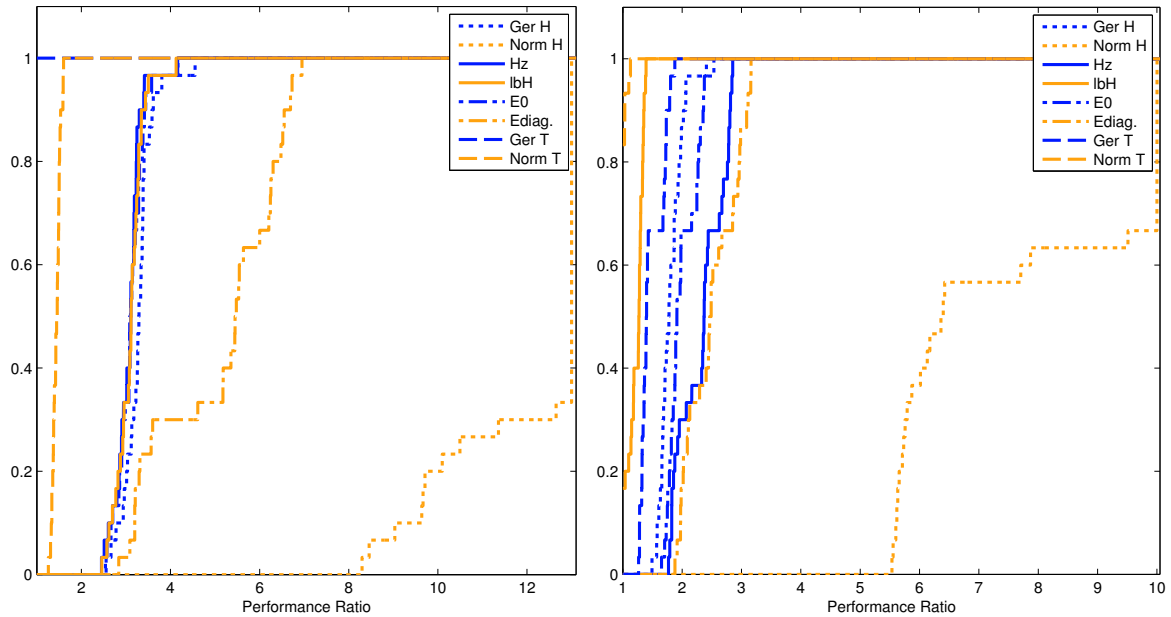 1
0.8
0.6
0.4
0.2
0
2
4
6
8
10
12
Performance Ratio
Ger H
Norm H
Hz
lbH
E0
Ediag.
Ger T
Norm T
1
0.8
0.6
0.4
0.2
0
1
2
3
4
5
6
7
8
9
10
Performance Ratio
Ger H
Norm H
Hz
lbH
E0
Ediag.
Ger T
Norm T